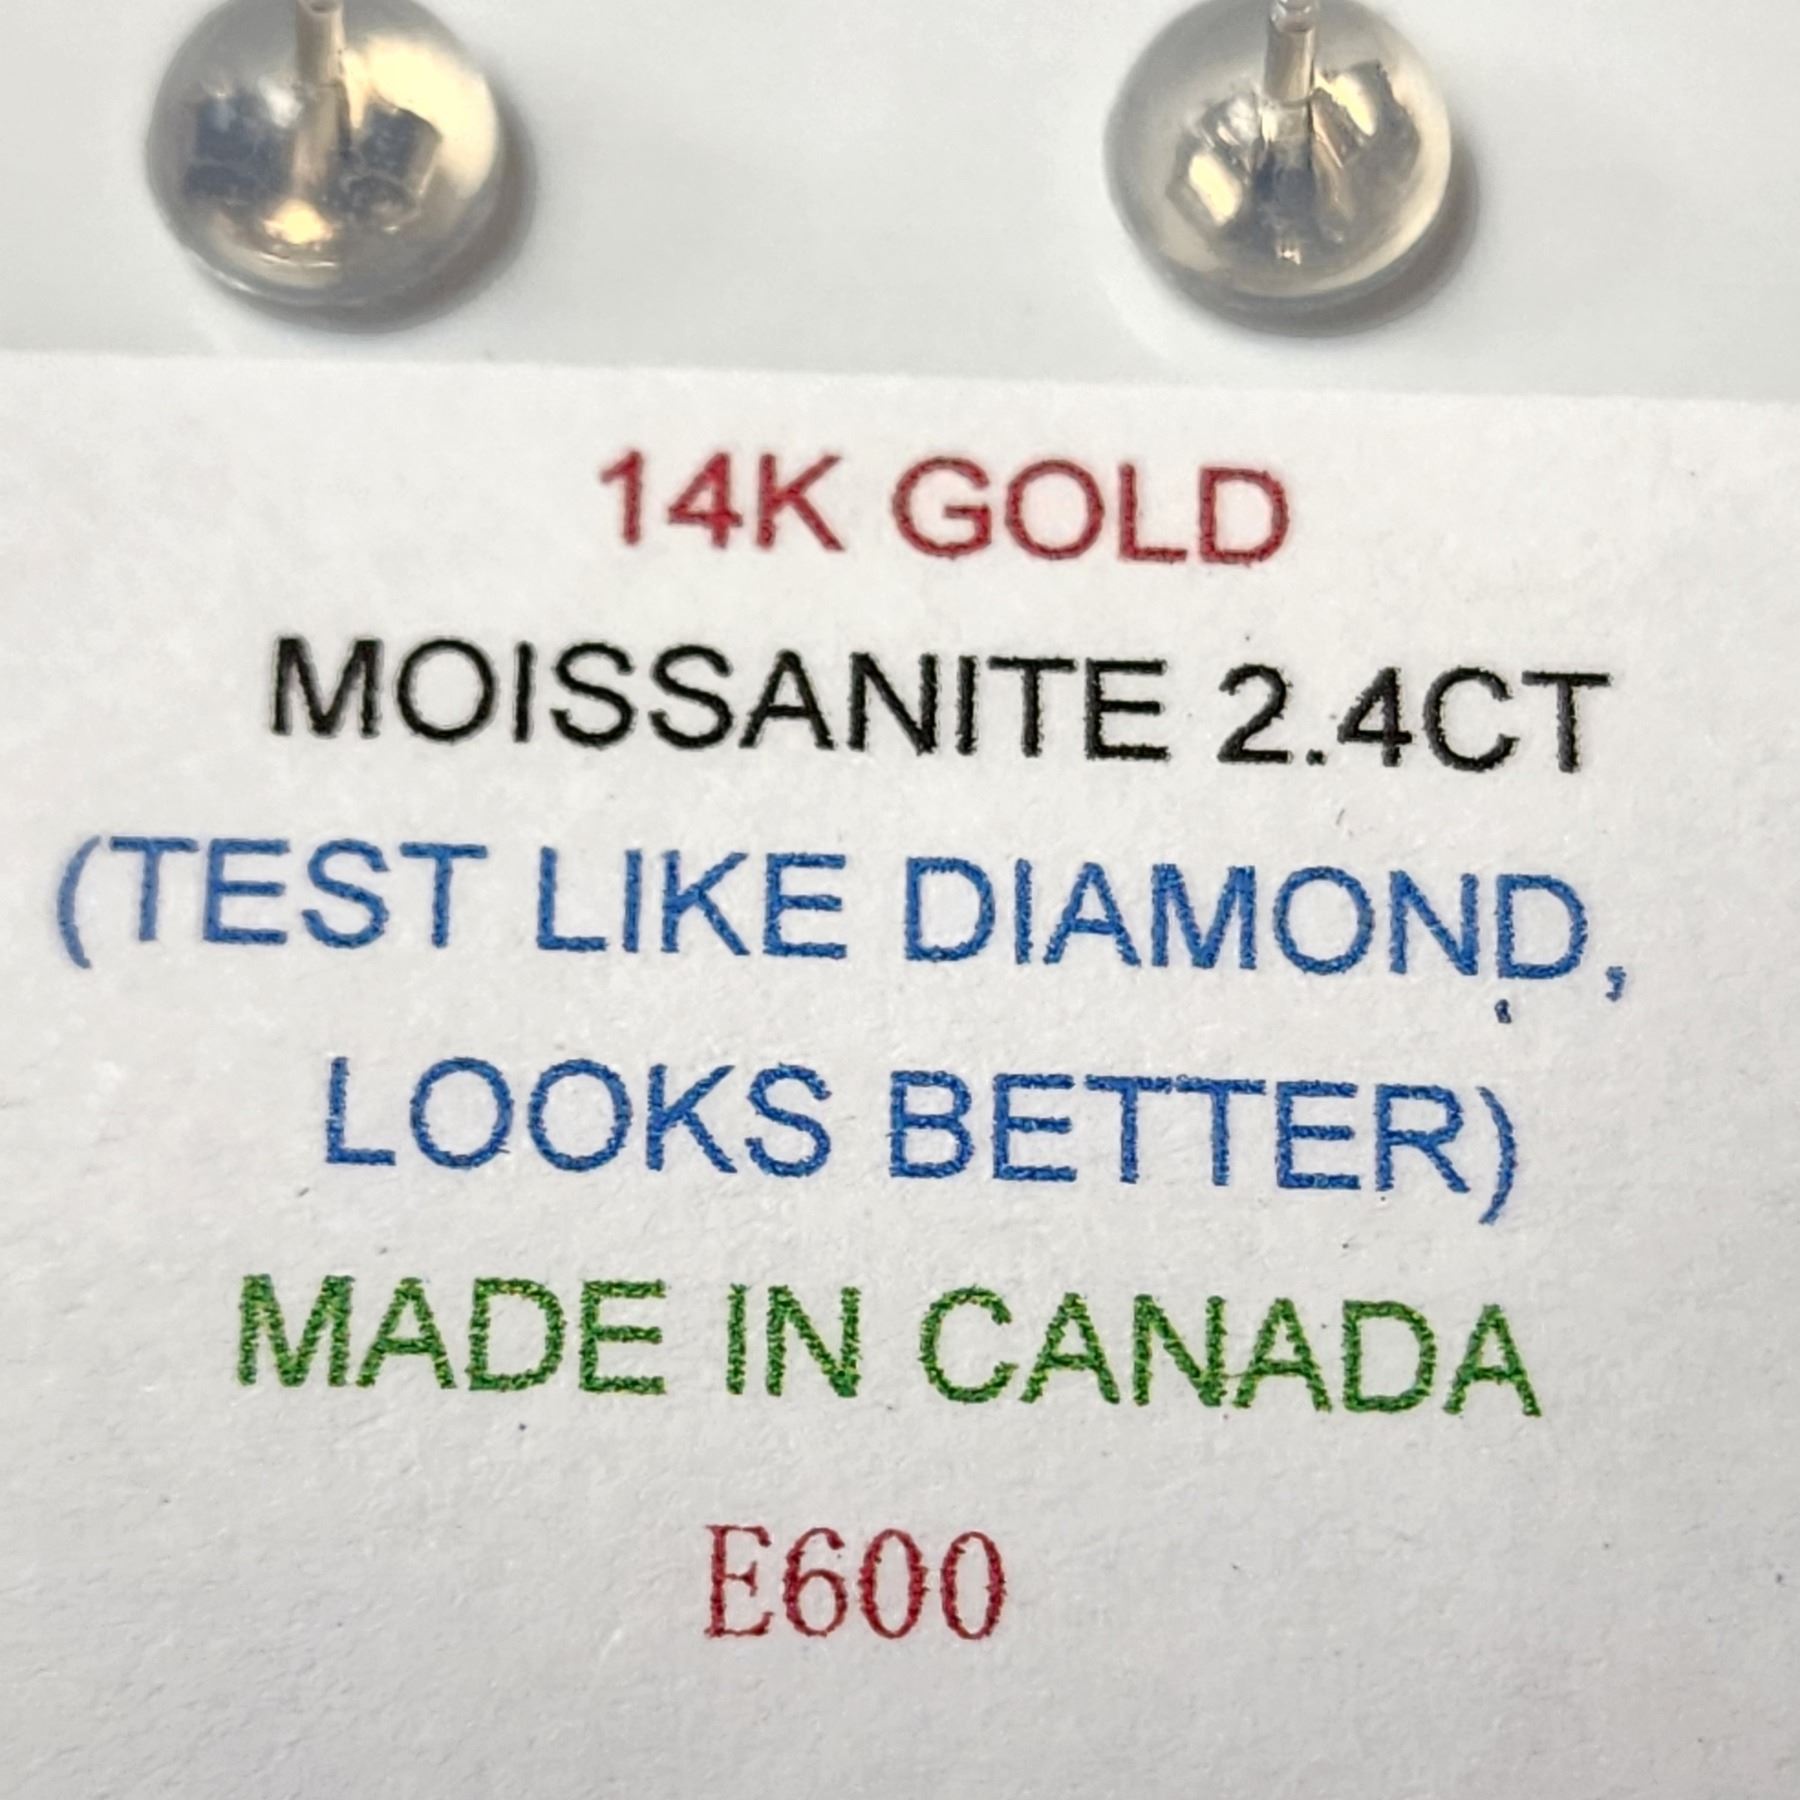 14K GOLD
MOISSANITE 2.4CT
(TEST LIKE DIAMOND,
LOOKS BETTER)
MADE IN CANADA
E600